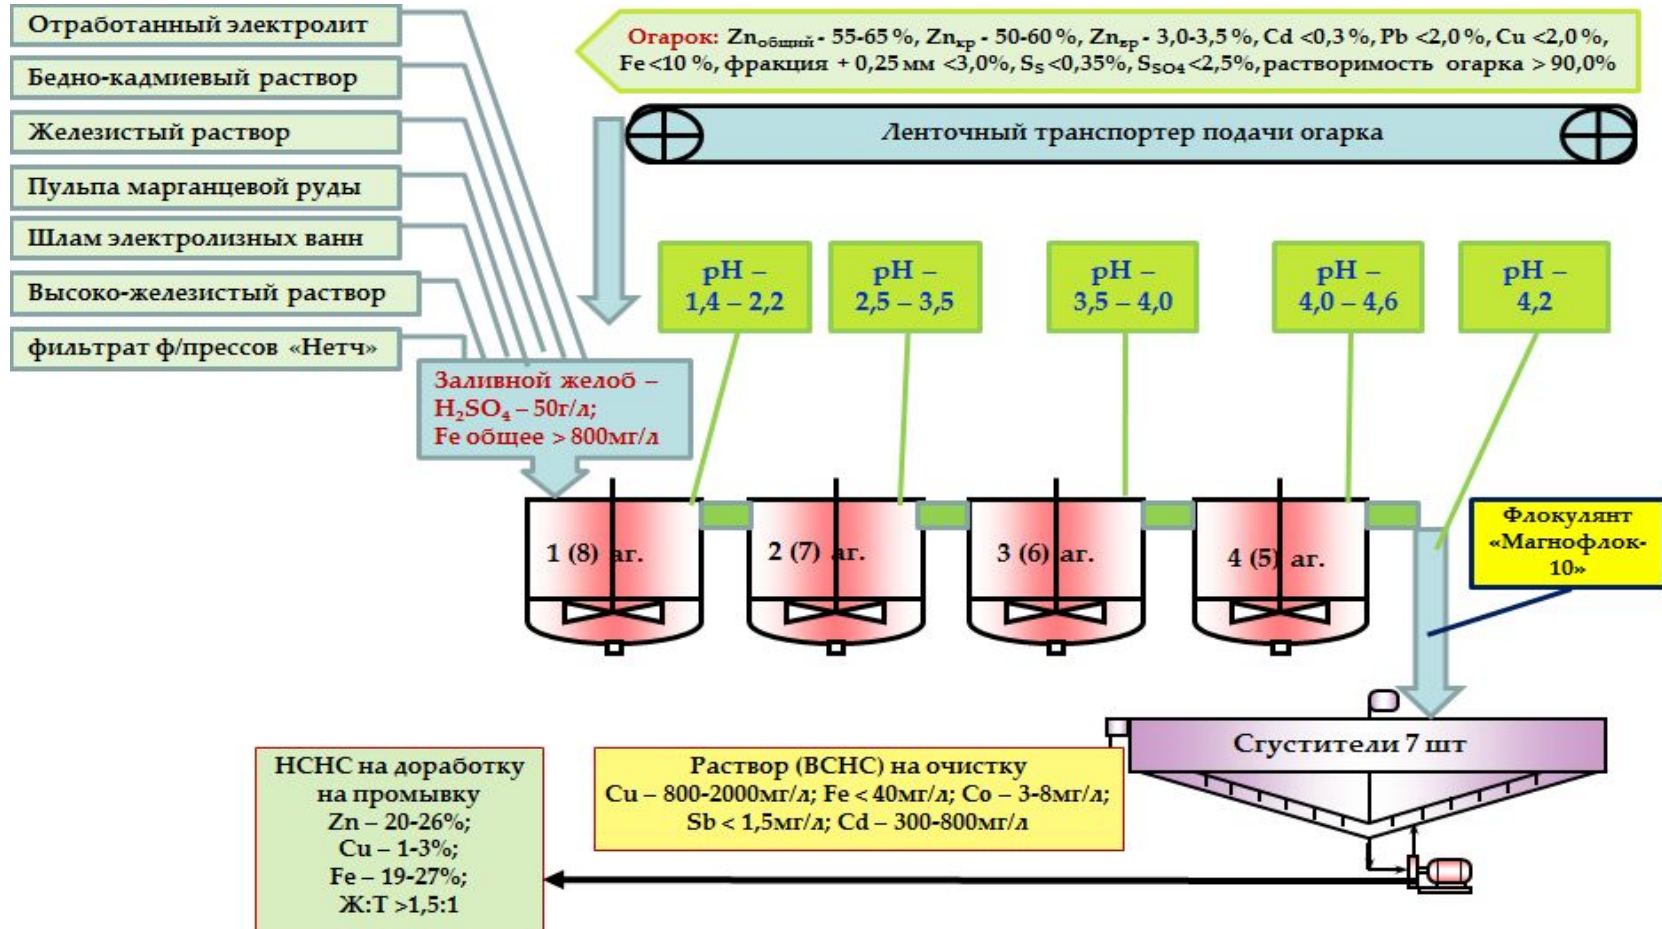 Отработанный электролит
Бедно-кадмиевый раствор
Железистый раствор
Пульпа марганцевой руды
Шлам электролизных ванн
Высоко-железистый раствор
фильтрат ф/прессов «Нетч»
Огарок: Znобщий - 55-65 %, Znкр - 50-60 %, Znвр - 3,0-3,5 %, Cd <0,3 %, Pb <2,0 %, Cu <2,0 %,
Fe <10 %, фракция + 0,25 мм <3,0%, SS <0,35%, SSO4 <2,5%, растворимость огарка > 90,0%
Ленточный транспортер подачи огарка
pH –
1,4 – 2,2
pH –
2,5 – 3,5
pH –
3,5 – 4,0
pH –
4,0 – 4,6
pH –
4,2
Заливной желоб –
H₂SO₄ – 50г/л;
Fe общее > 800мг/л
1 (8) аг.
2 (7) аг.
3 (6) аг.
4 (5) аг.
Флокулянт
«Магнофлок-
10»
Сгустители 7 шт
НСНС на доработку
на промывку
Zn – 20-26%;
Cu – 1-3%;
Fe – 19-27%;
Ж:Т >1,5:1
Раствор (ВСНС) на очистку
Cu – 800-2000мг/л; Fe < 40мг/л; Co – 3-8мг/л;
Sb < 1,5мг/л; Cd – 300-800мг/л